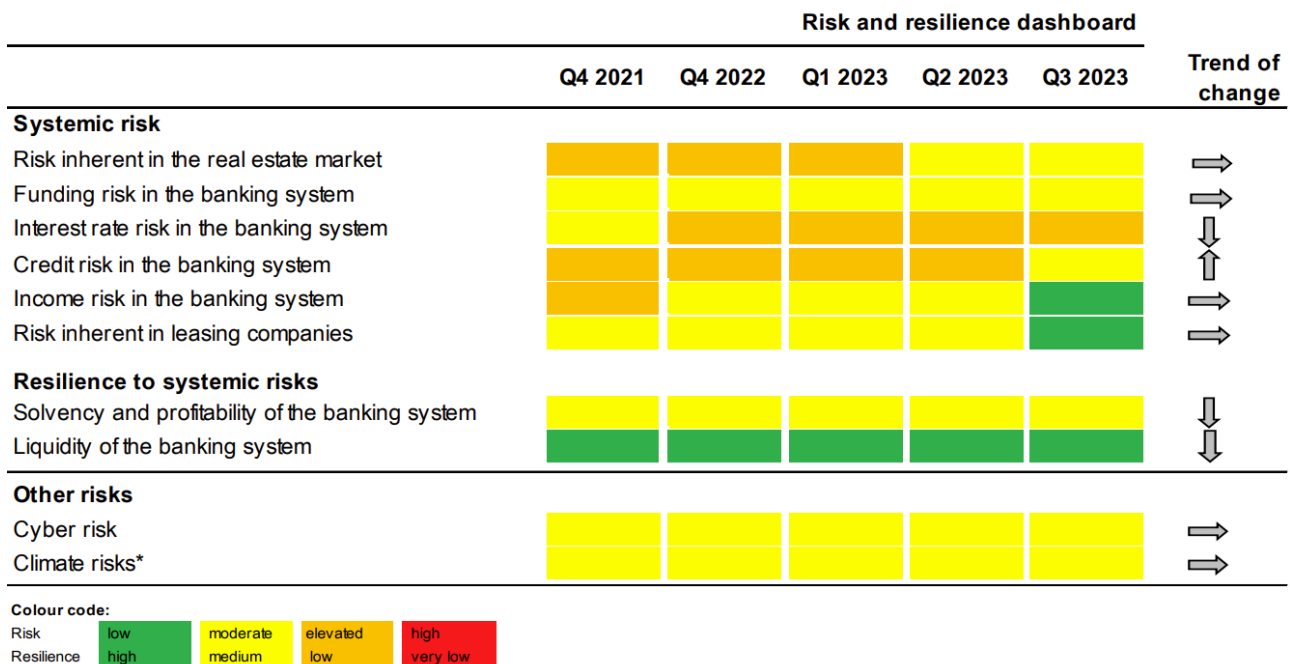 Risk and resilience dashboard
Q4 2021 Q4 2022 Q1 2023 Q2 2023 Q3 2023 Trend of change
Systemic risk
Risk inherent in the real estate market
Funding risk in the banking system
Interest rate risk in the banking system
Credit risk in the banking system
Income risk in the banking system
Risk inherent in leasing companies
Resilience to systemic risks
Solvency and profitability of the banking system
Liquidity of the banking system
Other risks
Cyber risk
Climate risks*
Colour code:
Risk low moderate elevated high
Resilience high medium low very low